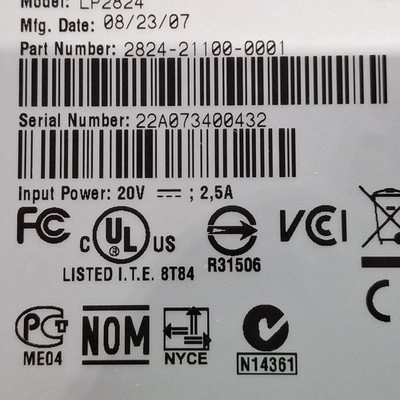 Model: LP2824
Mfg. Date: 08/23/07
Part Number: 2824-21100-0001
Serial Number: 22A073400432
Input Power: 20V ⎓ ; 2,5A
FC
C UL ® US
LISTED I.T.E. 8T84
R31506
VCCI
PCT
ME04
NOM
NYCE
N14361